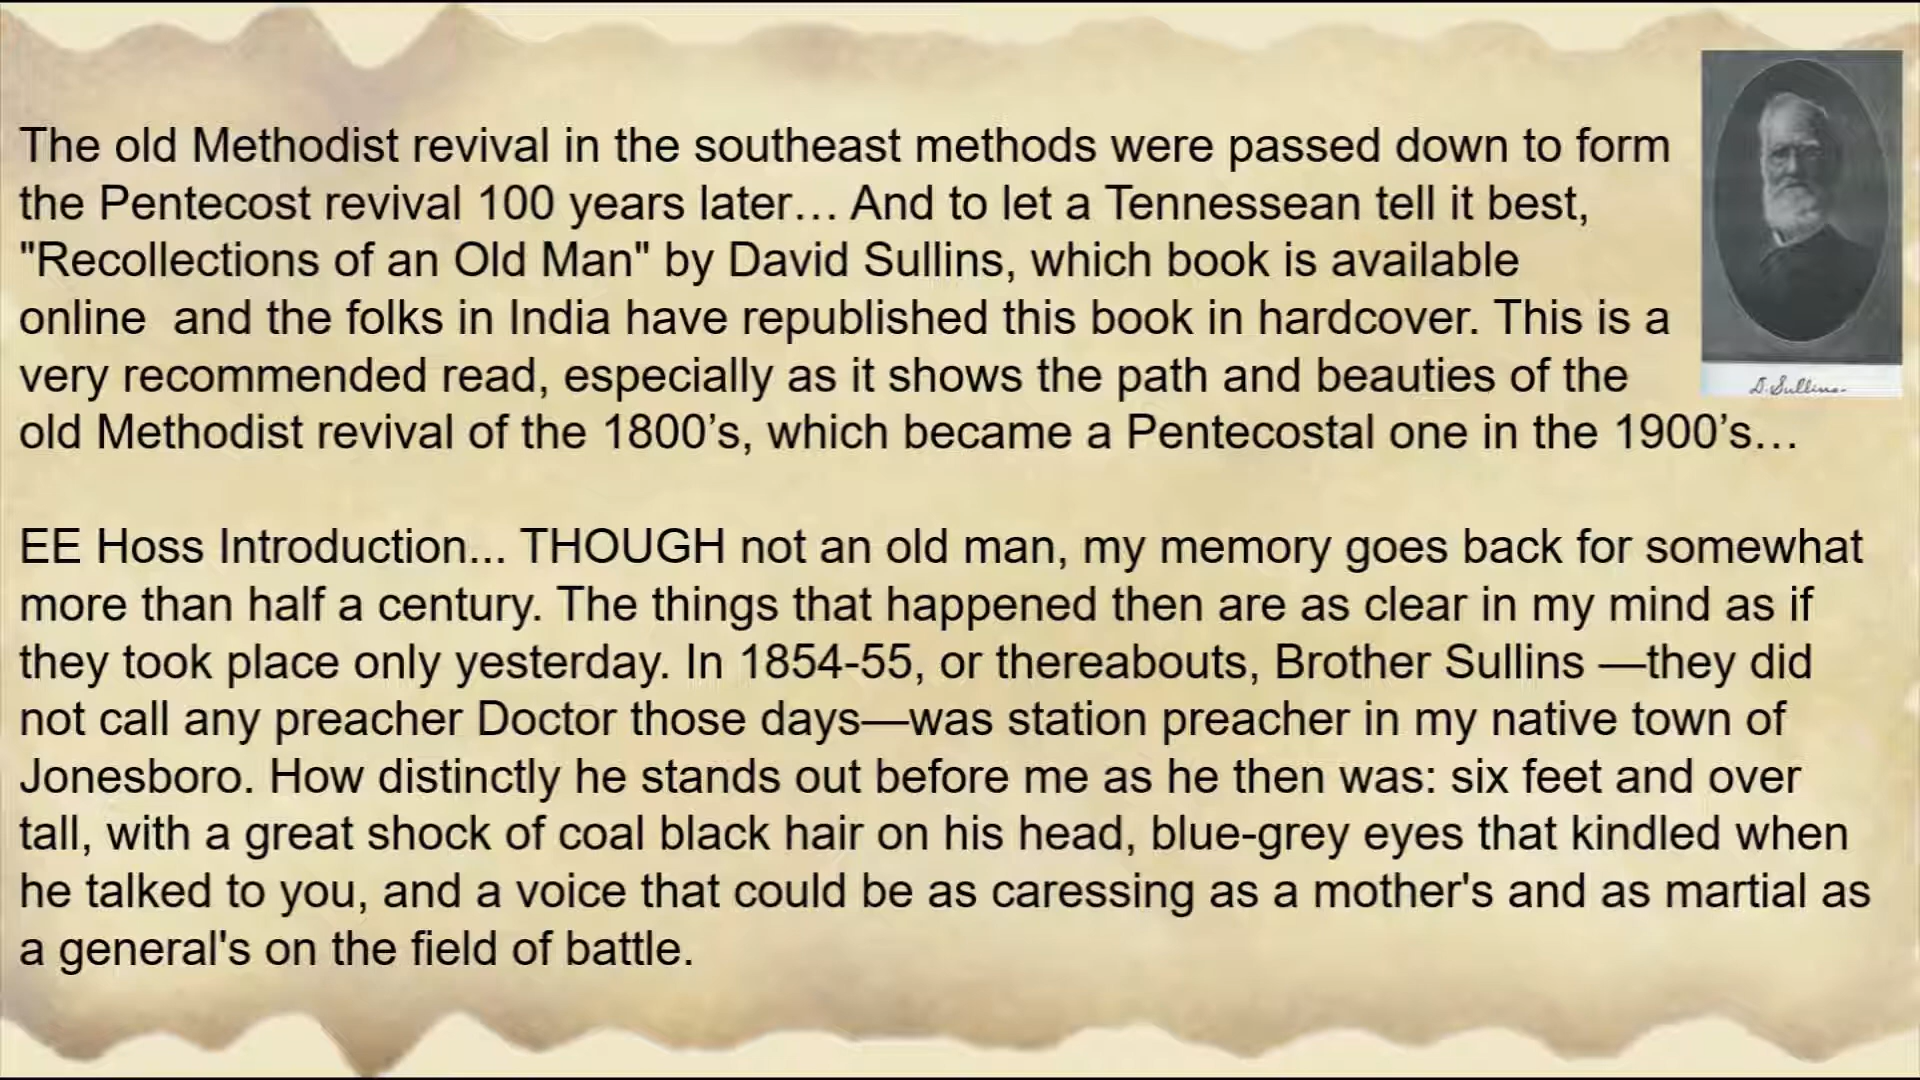 The old Methodist revival in the southeast methods were passed down to form
the Pentecost revival 100 years later… And to let a Tennessean tell it best,
"Recollections of an Old Man" by David Sullins, which book is available
online  and the folks in India have republished this book in hardcover. This is a
very recommended read, especially as it shows the path and beauties of the
old Methodist revival of the 1800’s, which became a Pentecostal one in the 1900’s…
D. Sullins.
EE Hoss Introduction... THOUGH not an old man, my memory goes back for somewhat
more than half a century. The things that happened then are as clear in my mind as if
they took place only yesterday. In 1854-55, or thereabouts, Brother Sullins —they did
not call any preacher Doctor those days—was station preacher in my native town of
Jonesboro. How distinctly he stands out before me as he then was: six feet and over
tall, with a great shock of coal black hair on his head, blue-grey eyes that kindled when
he talked to you, and a voice that could be as caressing as a mother's and as martial as
a general's on the field of battle.